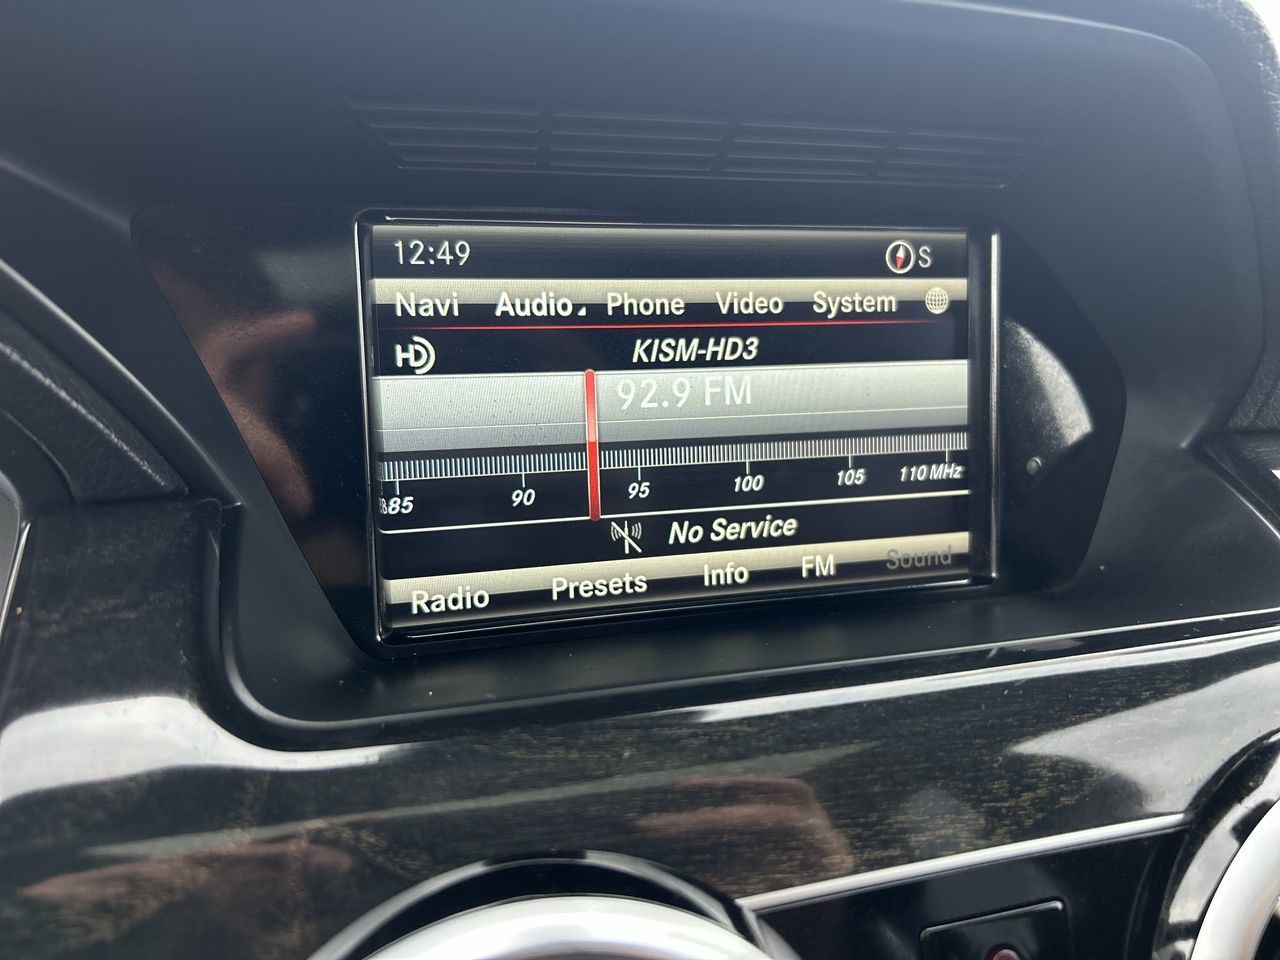 12:49 S
Navi Audio Phone Video System
HD KISM-HD3
92.9 FM
85 90 95 100 105 110 MHz
No Service
Radio Presets Info FM Sound